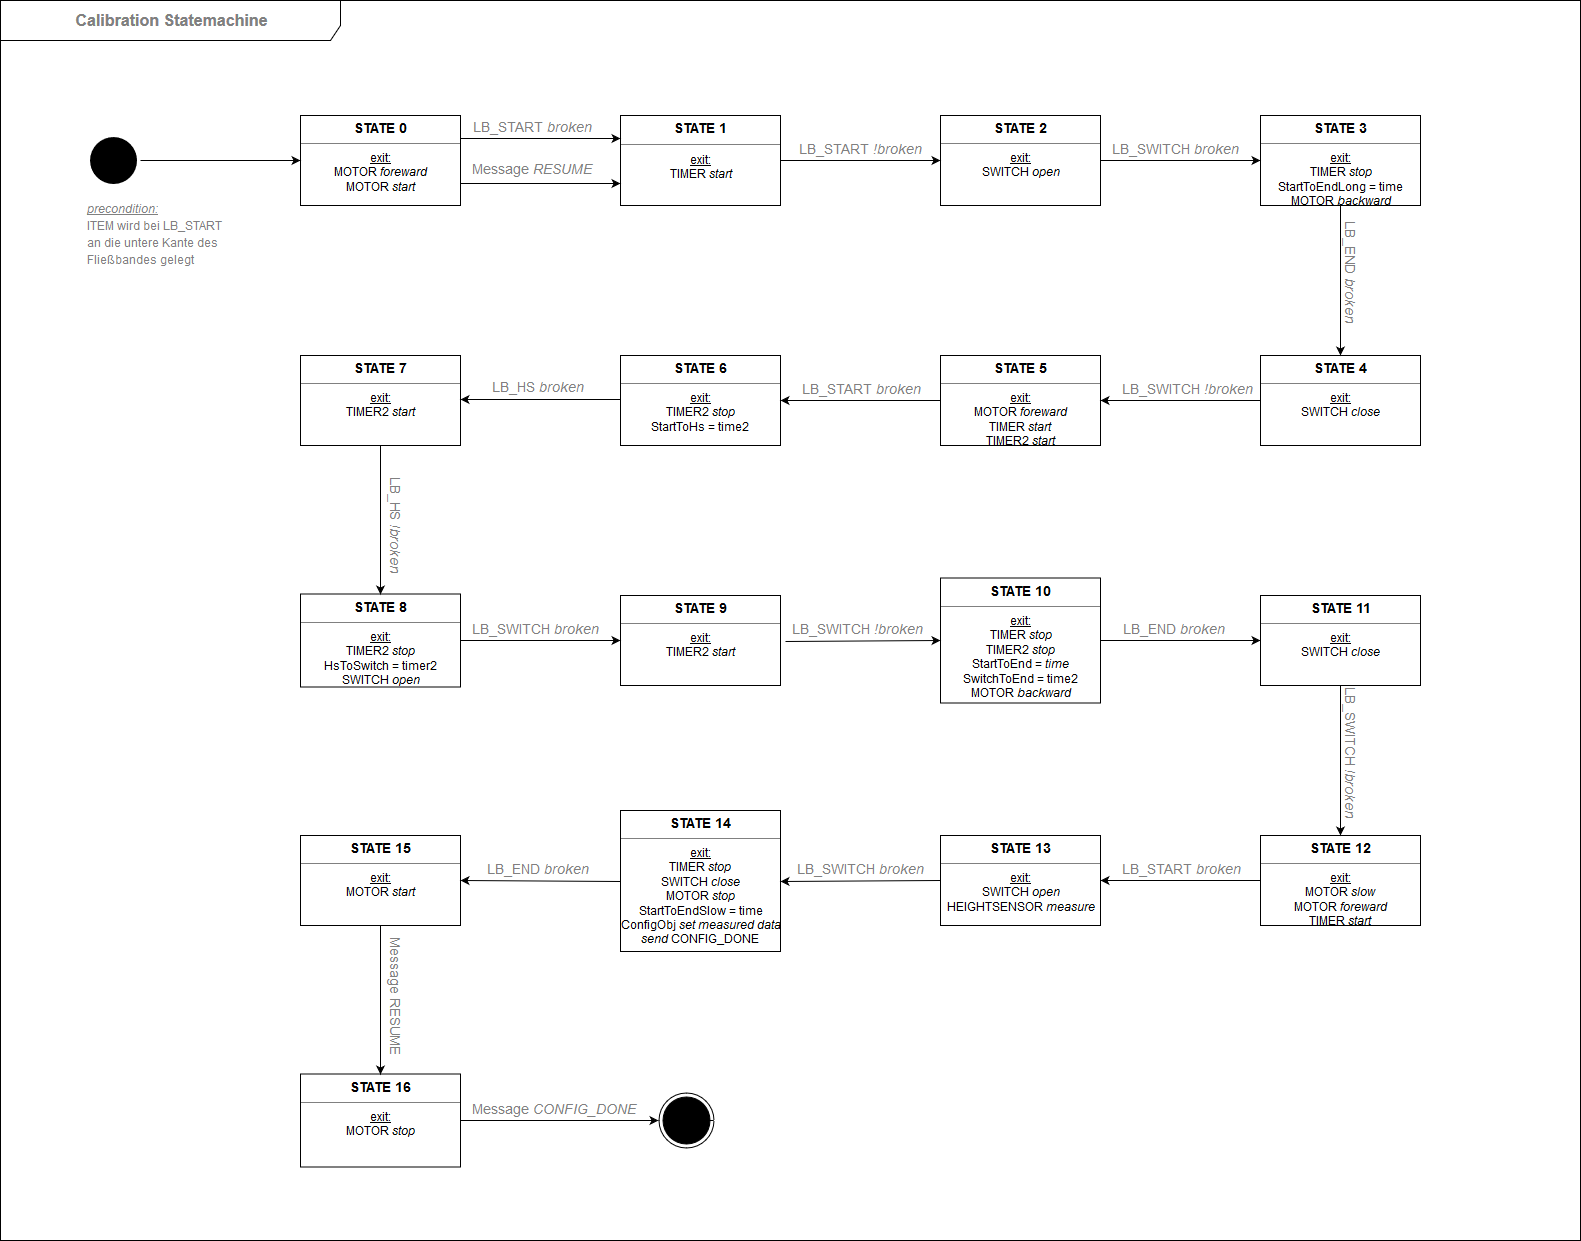 Calibration Statemachine
STATE 0
exit:
MOTOR foreward
MOTOR start
LB_START broken
Message RESUME
STATE 1
exit:
TIMER start
LB_START !broken
STATE 2
exit:
SWITCH open
LB_SWITCH broken
STATE 3
exit:
TIMER stop
StartToEndLong = time
MOTOR backward
precondition:
ITEM wird bei LB_START
an die untere Kante des
Fließbandes gelegt
LB_END broken
STATE 4
exit:
SWITCH close
LB_SWITCH !broken
STATE 5
exit:
MOTOR foreward
TIMER start
TIMER2 start
LB_START broken
STATE 6
exit:
TIMER2 stop
StartToHs = time2
LB_HS broken
STATE 7
exit:
TIMER2 start
LB_HS !broken
STATE 8
exit:
TIMER2 stop
HsToSwitch = timer2
SWITCH open
LB_SWITCH broken
STATE 9
exit:
TIMER2 start
LB_SWITCH !broken
STATE 10
exit:
TIMER stop
TIMER2 stop
StartToEnd = time
SwitchToEnd = time2
MOTOR backward
LB_END broken
STATE 11
exit:
SWITCH close
LB_SWITCH !broken
STATE 12
exit:
MOTOR slow
MOTOR foreward
TIMER start
LB_START broken
STATE 13
exit:
SWITCH open
HEIGHTSENSOR measure
LB_SWITCH broken
STATE 14
exit:
TIMER stop
SWITCH close
MOTOR stop
StartToEndSlow = time
ConfigObj set measured data
send CONFIG_DONE
LB_END broken
STATE 15
exit:
MOTOR start
Message RESUME
STATE 16
exit:
MOTOR stop
Message CONFIG_DONE